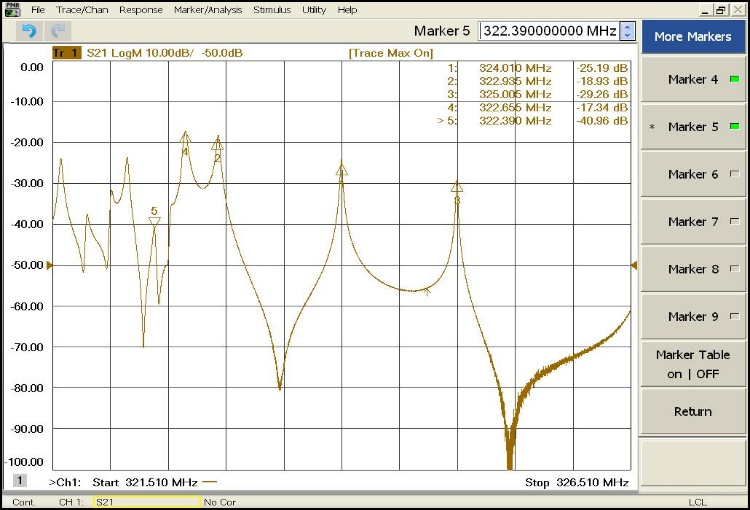 File Trace/Chan Response Marker/Analysis Stimulus Utility Help
Marker 5 322.390000000 MHz
More Markers
Tr 1 S21 LogM 10.00dB/ -50.0dB [Trace Max On]
1: 324.010 MHz -25.19 dB
2: 322.935 MHz -18.93 dB
3: 325.005 MHz -29.26 dB
4: 322.655 MHz -17.34 dB
> 5: 322.390 MHz -40.96 dB
0.00
-10.00
-20.00
-30.00
-40.00
-50.00
-60.00
-70.00
-80.00
-90.00
-100.00
4
2
5
3
Marker 4
* Marker 5
Marker 6
Marker 7
Marker 8
Marker 9
Marker Table
on | OFF
Return
1 >Ch1: Start 321.510 MHz Stop 326.510 MHz
Cont. CH 1: S21 No Cor LCL